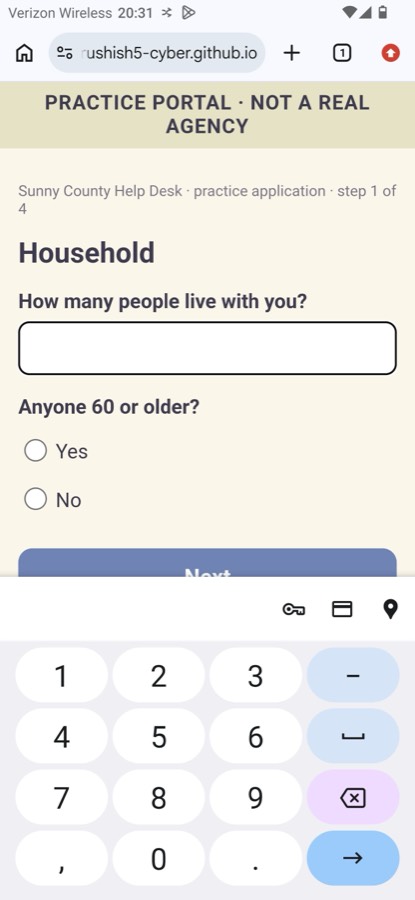 Verizon Wireless 20:31
rushish5-cyber.github.io
1
PRACTICE PORTAL · NOT A REAL
AGENCY
Sunny County Help Desk · practice application · step 1 of
4
Household
How many people live with you?
Anyone 60 or older?
Yes
No
Next
1 2 3 –
4 5 6
7 8 9
, 0 .